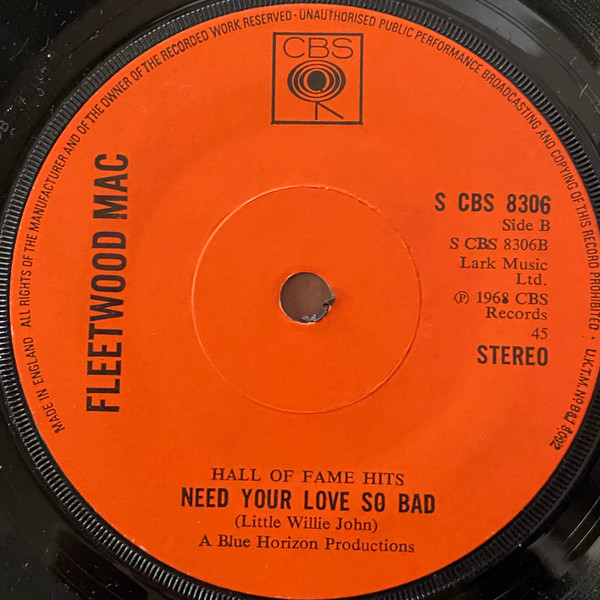 MADE IN ENGLAND ALL RIGHTS OF THE MANUFACTURER AND OF THE OWNER OF THE RECORDED WORK RESERVED · UNAUTHORISED PUBLIC PERFORMANCE BROADCASTING AND COPYING OF THIS RECORD PROHIBITED ·
CBS
FLEETWOOD MAC
S CBS 8306
Side B
S CBS 8306B
Lark Music
Ltd.
℗ 1968 CBS
Records
45
STEREO
HALL OF FAME HITS
NEED YOUR LOVE SO BAD
(Little Willie John)
A Blue Horizon Productions